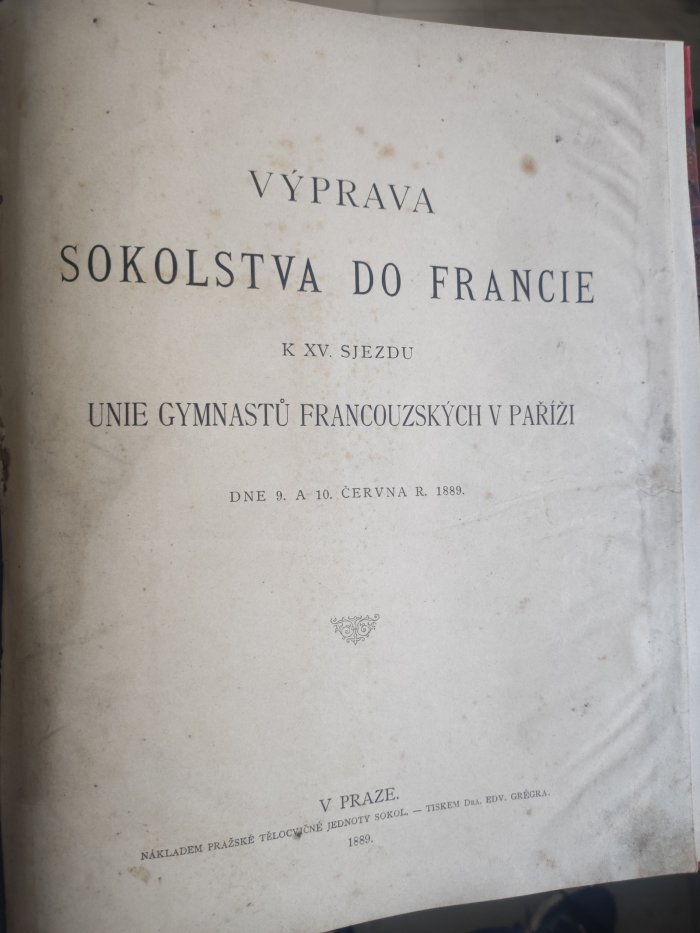 VÝPRAVA
SOKOLSTVA DO FRANCIE
K XV. SJEZDU
UNIE GYMNASTŮ FRANCOUZSKÝCH V PAŘÍŽI
DNE 9. A 10. ČERVNA R. 1889.
V PRAZE.
NÁKLADEM PRAŽSKÉ TĚLOCVIČNÉ JEDNOTY SOKOL. — TISKEM DRA. EDV. GRÉGRA.
1889.